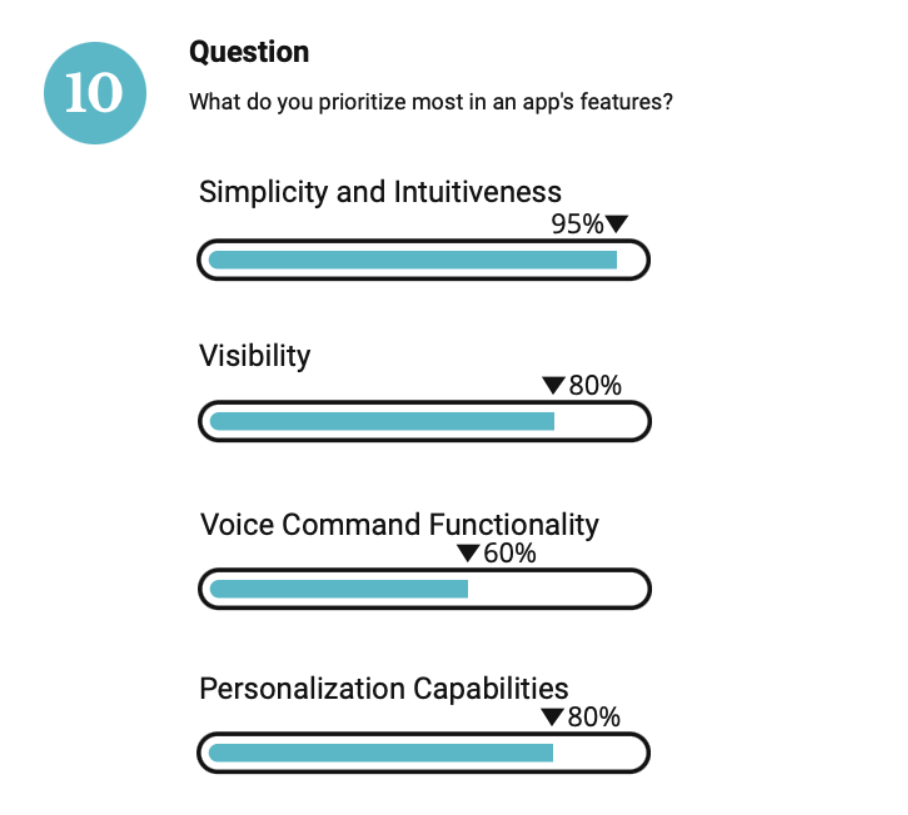 10
Question
What do you prioritize most in an app's features?
Simplicity and Intuitiveness
95%
Visibility
80%
Voice Command Functionality
60%
Personalization Capabilities
80%